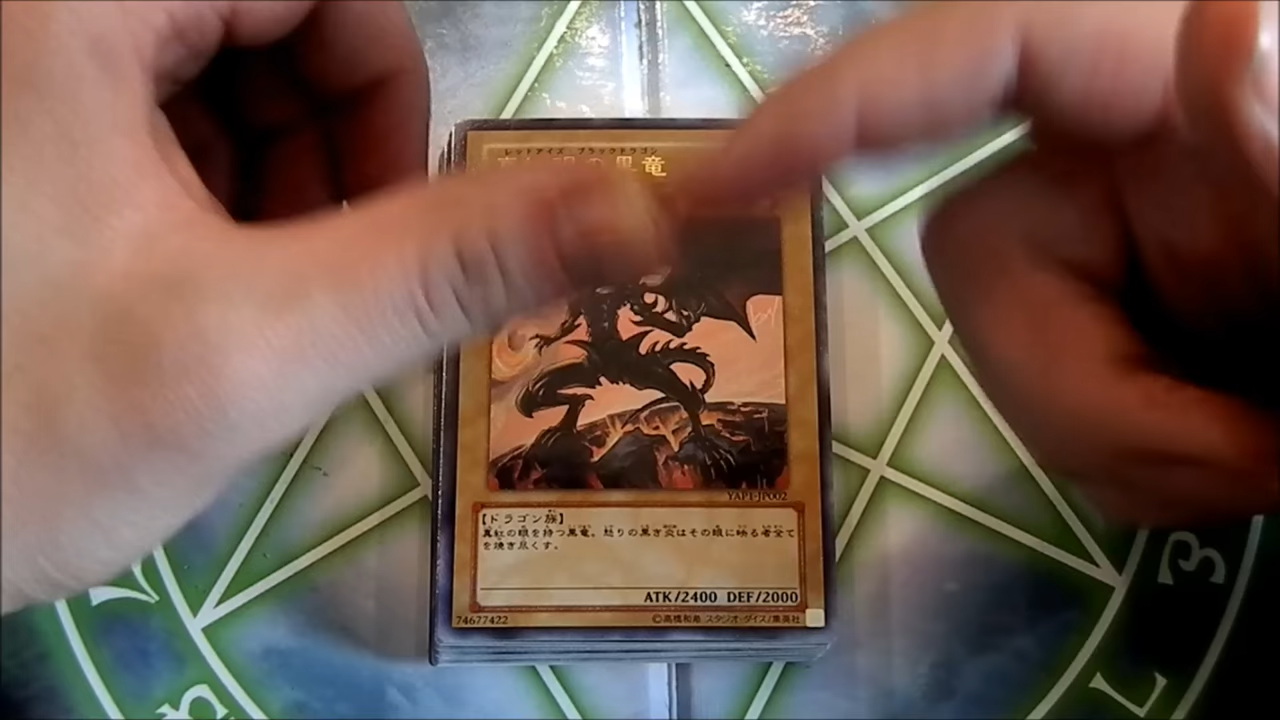 レッドアイズ・ブラックドラゴン
の黒竜
YAP1-JP002
【ドラゴン族】
真紅の眼を持つ黒竜。怒りの黒き炎はその眼に映る者全て
を焼き尽くす。
ATK/2400 DEF/2000
74677422 ©高橋和希 スタジオ・ダイス/集英社